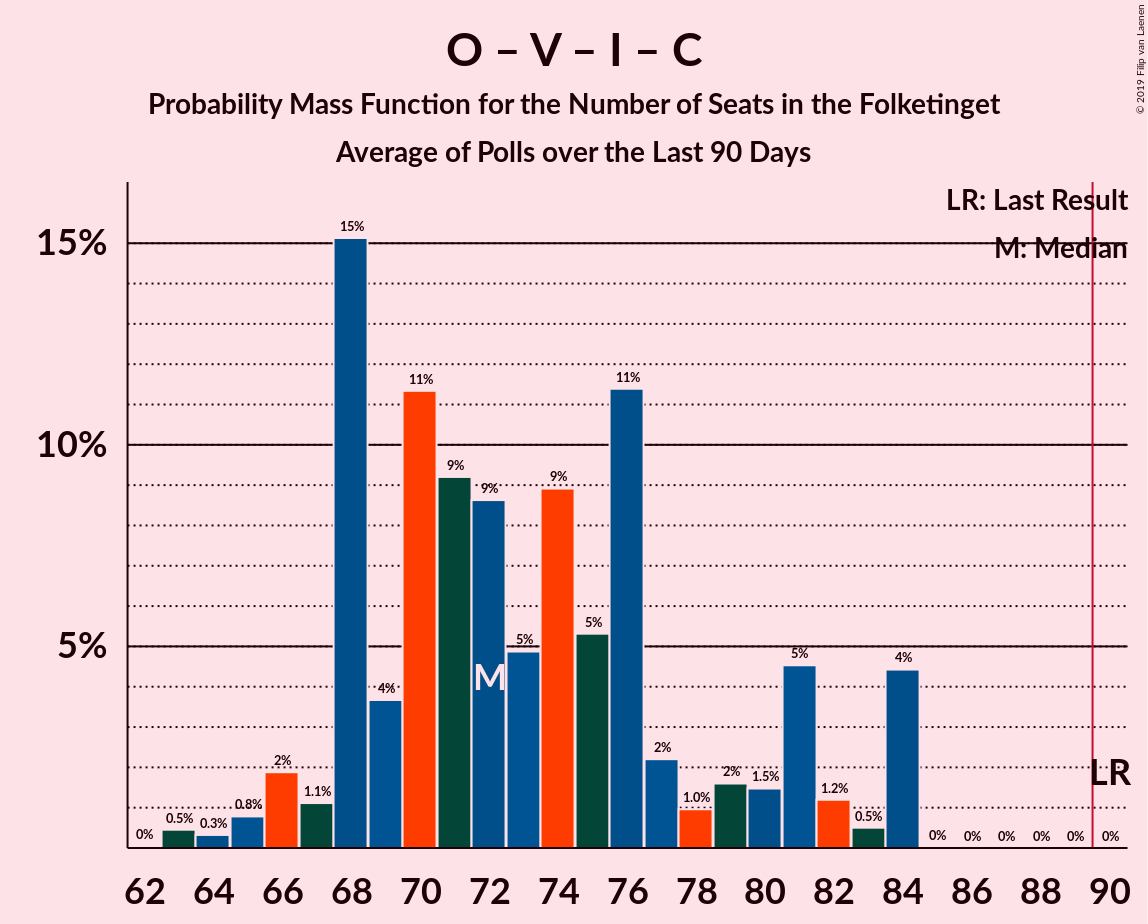 O – V – I – C
Probability Mass Function for the Number of Seats in the Folketinget
Average of Polls over the Last 90 Days
© 2019 Filip van Laenen
LR: Last Result
M: Median
15%
10%
5%
0% 0.5% 0.3% 0.8% 2% 1.1% 15% 4% 11% 9% 9% 5% 9% 5% 11% 2% 1.0% 2% 1.5% 5% 1.2% 0.5% 4% 0% 0% 0% 0% 0% 0%
M
LR
62 64 66 68 70 72 74 76 78 80 82 84 86 88 90